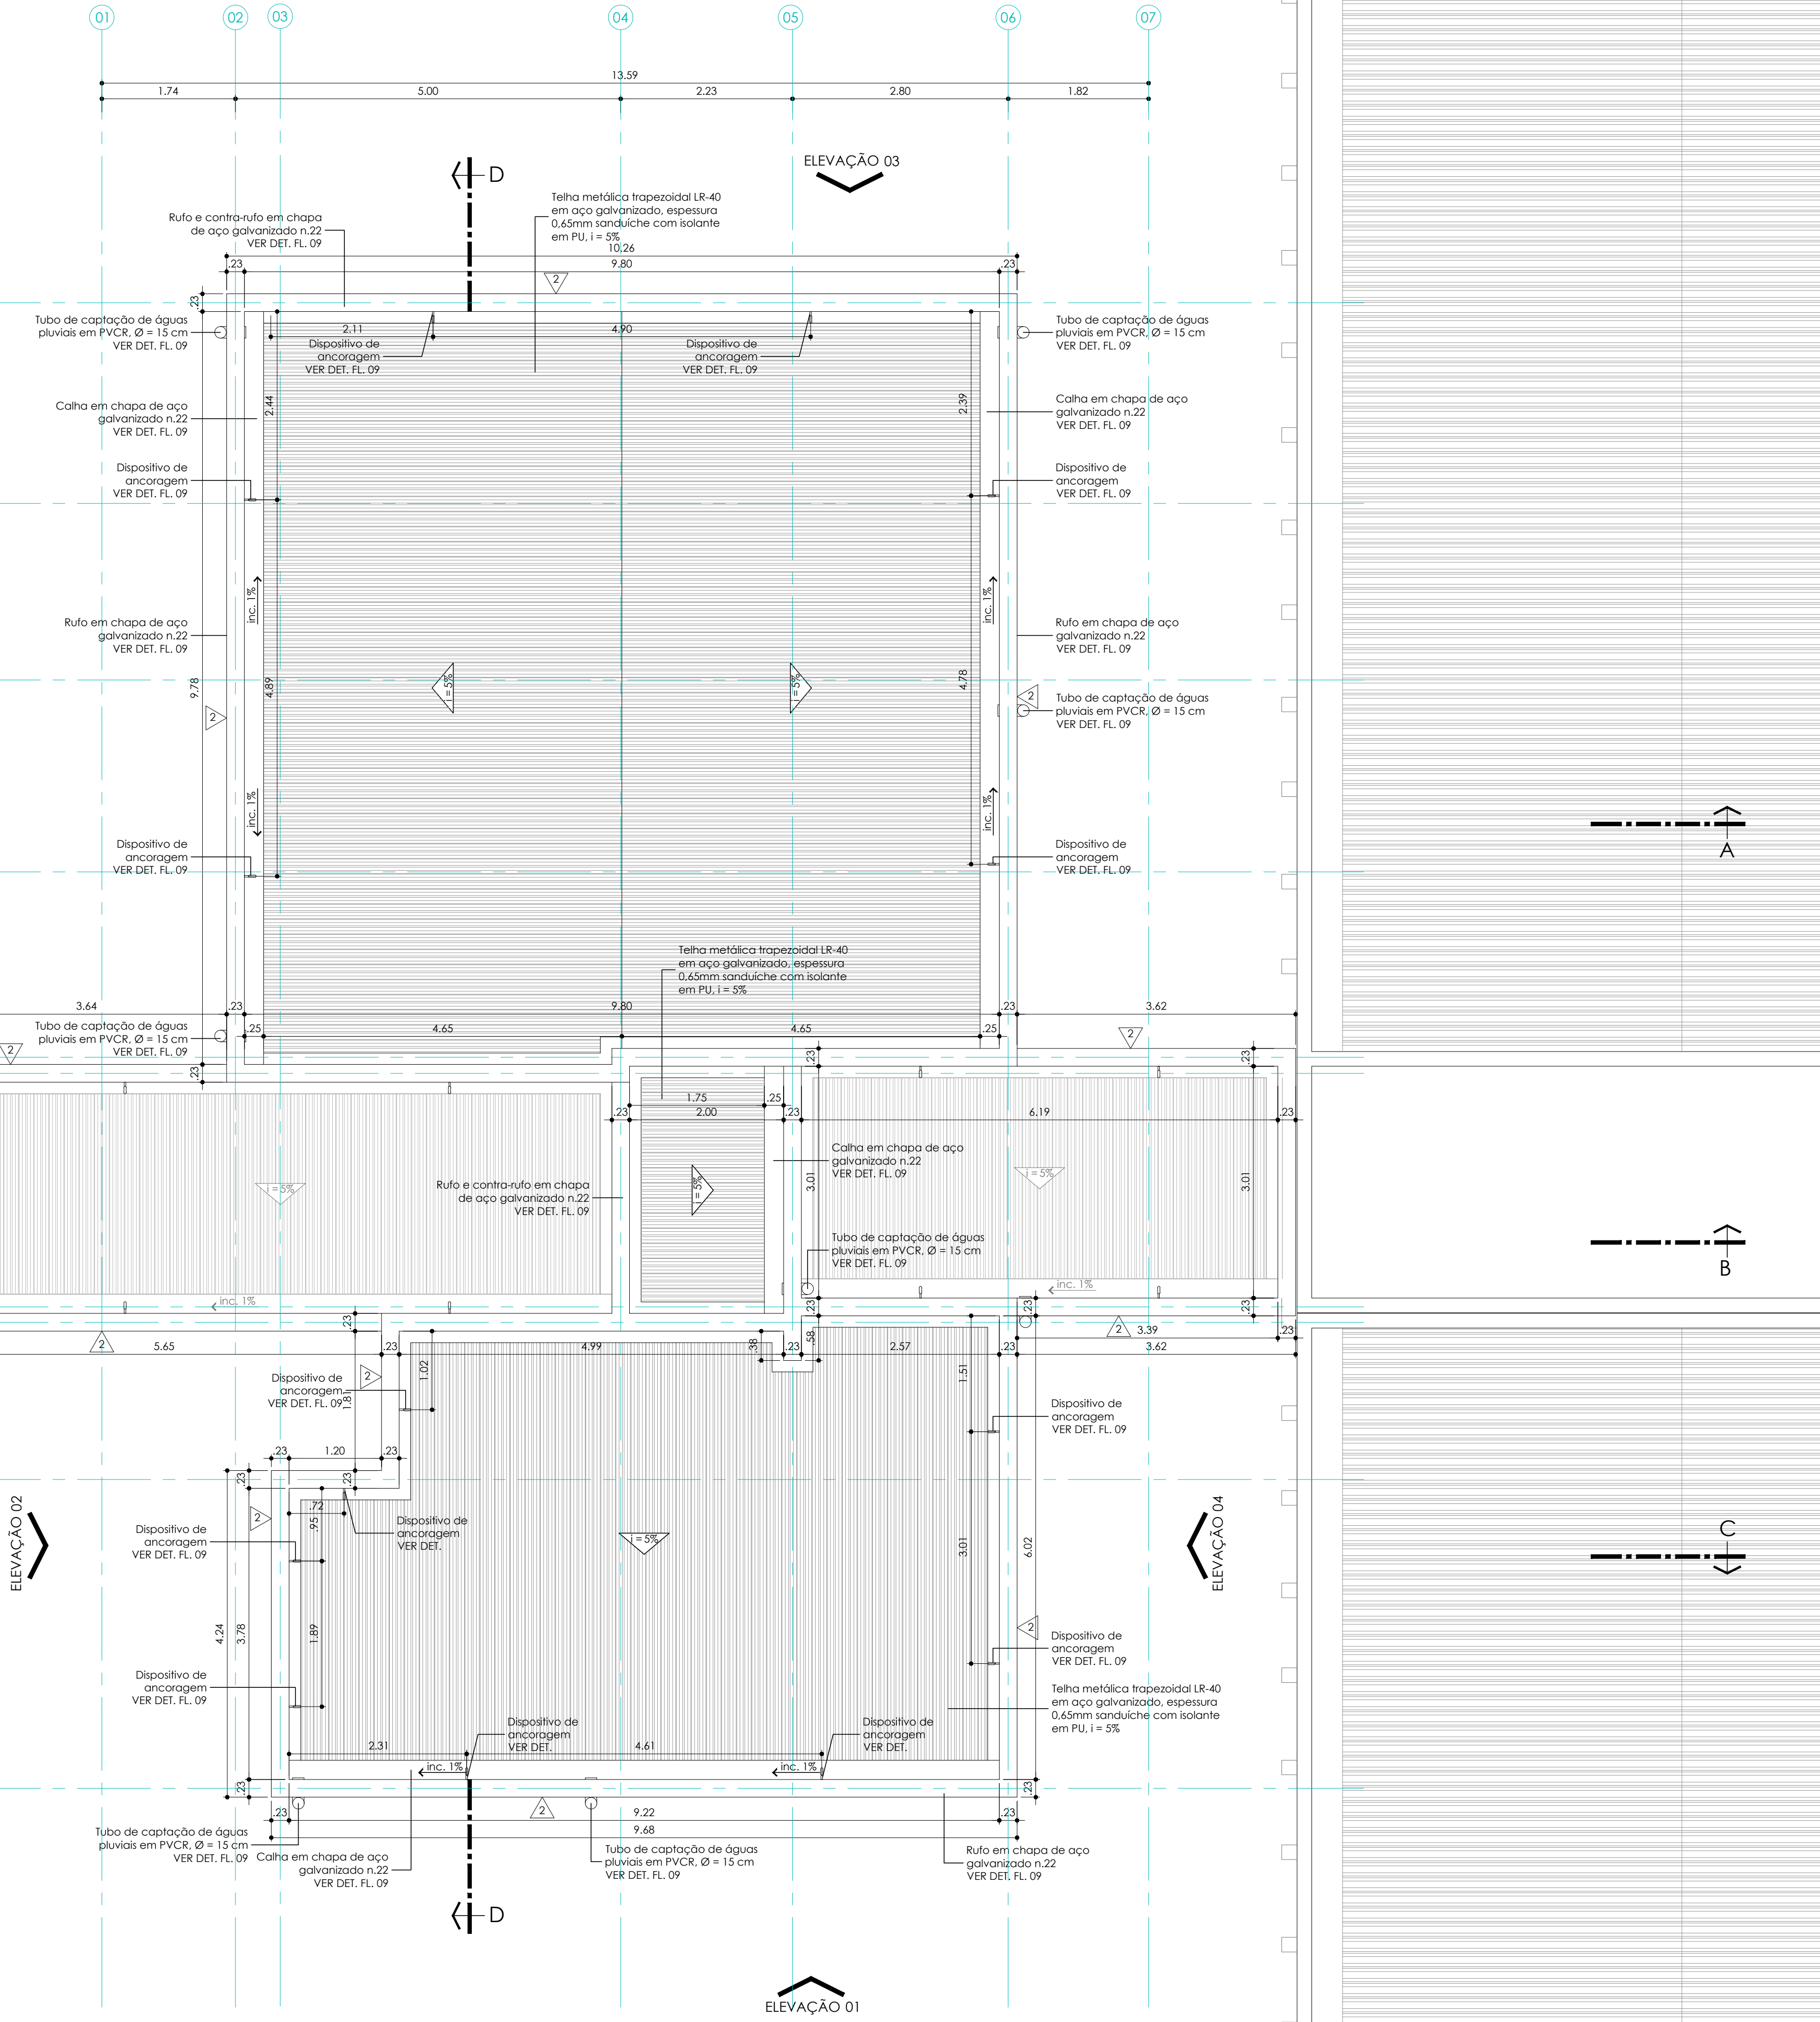 01
02
03
04
05
06
07
13.59
1.74
5.00
2.23
2.80
1.82
D
ELEVAÇÃO 03
Telha metálica trapezoidal LR-40
em aço galvanizado, espessura
0,65mm sanduíche com isolante
em PU, i = 5%
Rufo e contra-rufo em chapa
de aço galvanizado n.22
VER DET. FL. 09
10.26
.23
9.80
.23
2
.23
Tubo de captação de águas
pluviais em PVCR, Ø = 15 cm
VER DET. FL. 09
2.11
4.90
Dispositivo de
ancoragem
VER DET. FL. 09
Dispositivo de
ancoragem
VER DET. FL. 09
Tubo de captação de águas
pluviais em PVCR, Ø = 15 cm
VER DET. FL. 09
Calha em chapa de aço
galvanizado n.22
VER DET. FL. 09
2.44
2.39
Calha em chapa de aço
galvanizado n.22
VER DET. FL. 09
Dispositivo de
ancoragem
VER DET. FL. 09
Dispositivo de
ancoragem
VER DET. FL. 09
inc. 1%
inc. 1%
Rufo em chapa de aço
galvanizado n.22
VER DET. FL. 09
Rufo em chapa de aço
galvanizado n.22
VER DET. FL. 09
9.78
4.89
i = 5%
i = 5%
4.78
2
2
Tubo de captação de águas
pluviais em PVCR, Ø = 15 cm
VER DET. FL. 09
inc. 1%
inc. 1%
Dispositivo de
ancoragem
VER DET. FL. 09
Dispositivo de
ancoragem
VER DET. FL. 09
A
Telha metálica trapezoidal LR-40
em aço galvanizado, espessura
0,65mm sanduíche com isolante
em PU, i = 5%
3.64
.23
9.80
.23
3.62
Tubo de captação de águas
pluviais em PVCR, Ø = 15 cm
VER DET. FL. 09
.25
4.65
4.65
.25
2
2
.23
.23
.23
1.75
.25
.23
2.00
.23
6.19
.23
Calha em chapa de aço
galvanizado n.22
VER DET. FL. 09
3.01
3.01
i = 5%
i = 5%
i = 5%
Rufo e contra-rufo em chapa
de aço galvanizado n.22
VER DET. FL. 09
Tubo de captação de águas
pluviais em PVCR, Ø = 15 cm
VER DET. FL. 09
B
inc. 1%
inc. 1%
.23
.23
.23
.23
2
2
3.39
.23
5.65
.23
4.99
.38
.23
.58
2.57
.23
3.62
1.02
1.51
2
Dispositivo de
ancoragem
VER DET. FL. 09
1.81
Dispositivo de
ancoragem
VER DET. FL. 09
.23
1.20
.23
.23
.23
.72
.95
2
Dispositivo de
ancoragem
VER DET.
Dispositivo de
ancoragem
VER DET. FL. 09
i = 5%
3.01
6.02
ELEVAÇÃO 02
ELEVAÇÃO 04
C
4.24
3.78
1.89
2
Dispositivo de
ancoragem
VER DET. FL. 09
Dispositivo de
ancoragem
VER DET. FL. 09
Telha metálica trapezoidal LR-40
em aço galvanizado, espessura
0,65mm sanduíche com isolante
em PU, i = 5%
Dispositivo de
ancoragem
VER DET.
Dispositivo de
ancoragem
VER DET.
2.31
4.61
inc. 1%
inc. 1%
.23
.23
2
.23
9.22
.23
9.68
Tubo de captação de águas
pluviais em PVCR, Ø = 15 cm
VER DET. FL. 09
Calha em chapa de aço
galvanizado n.22
VER DET. FL. 09
Tubo de captação de águas
pluviais em PVCR, Ø = 15 cm
VER DET. FL. 09
Rufo em chapa de aço
galvanizado n.22
VER DET. FL. 09
D
ELEVAÇÃO 01